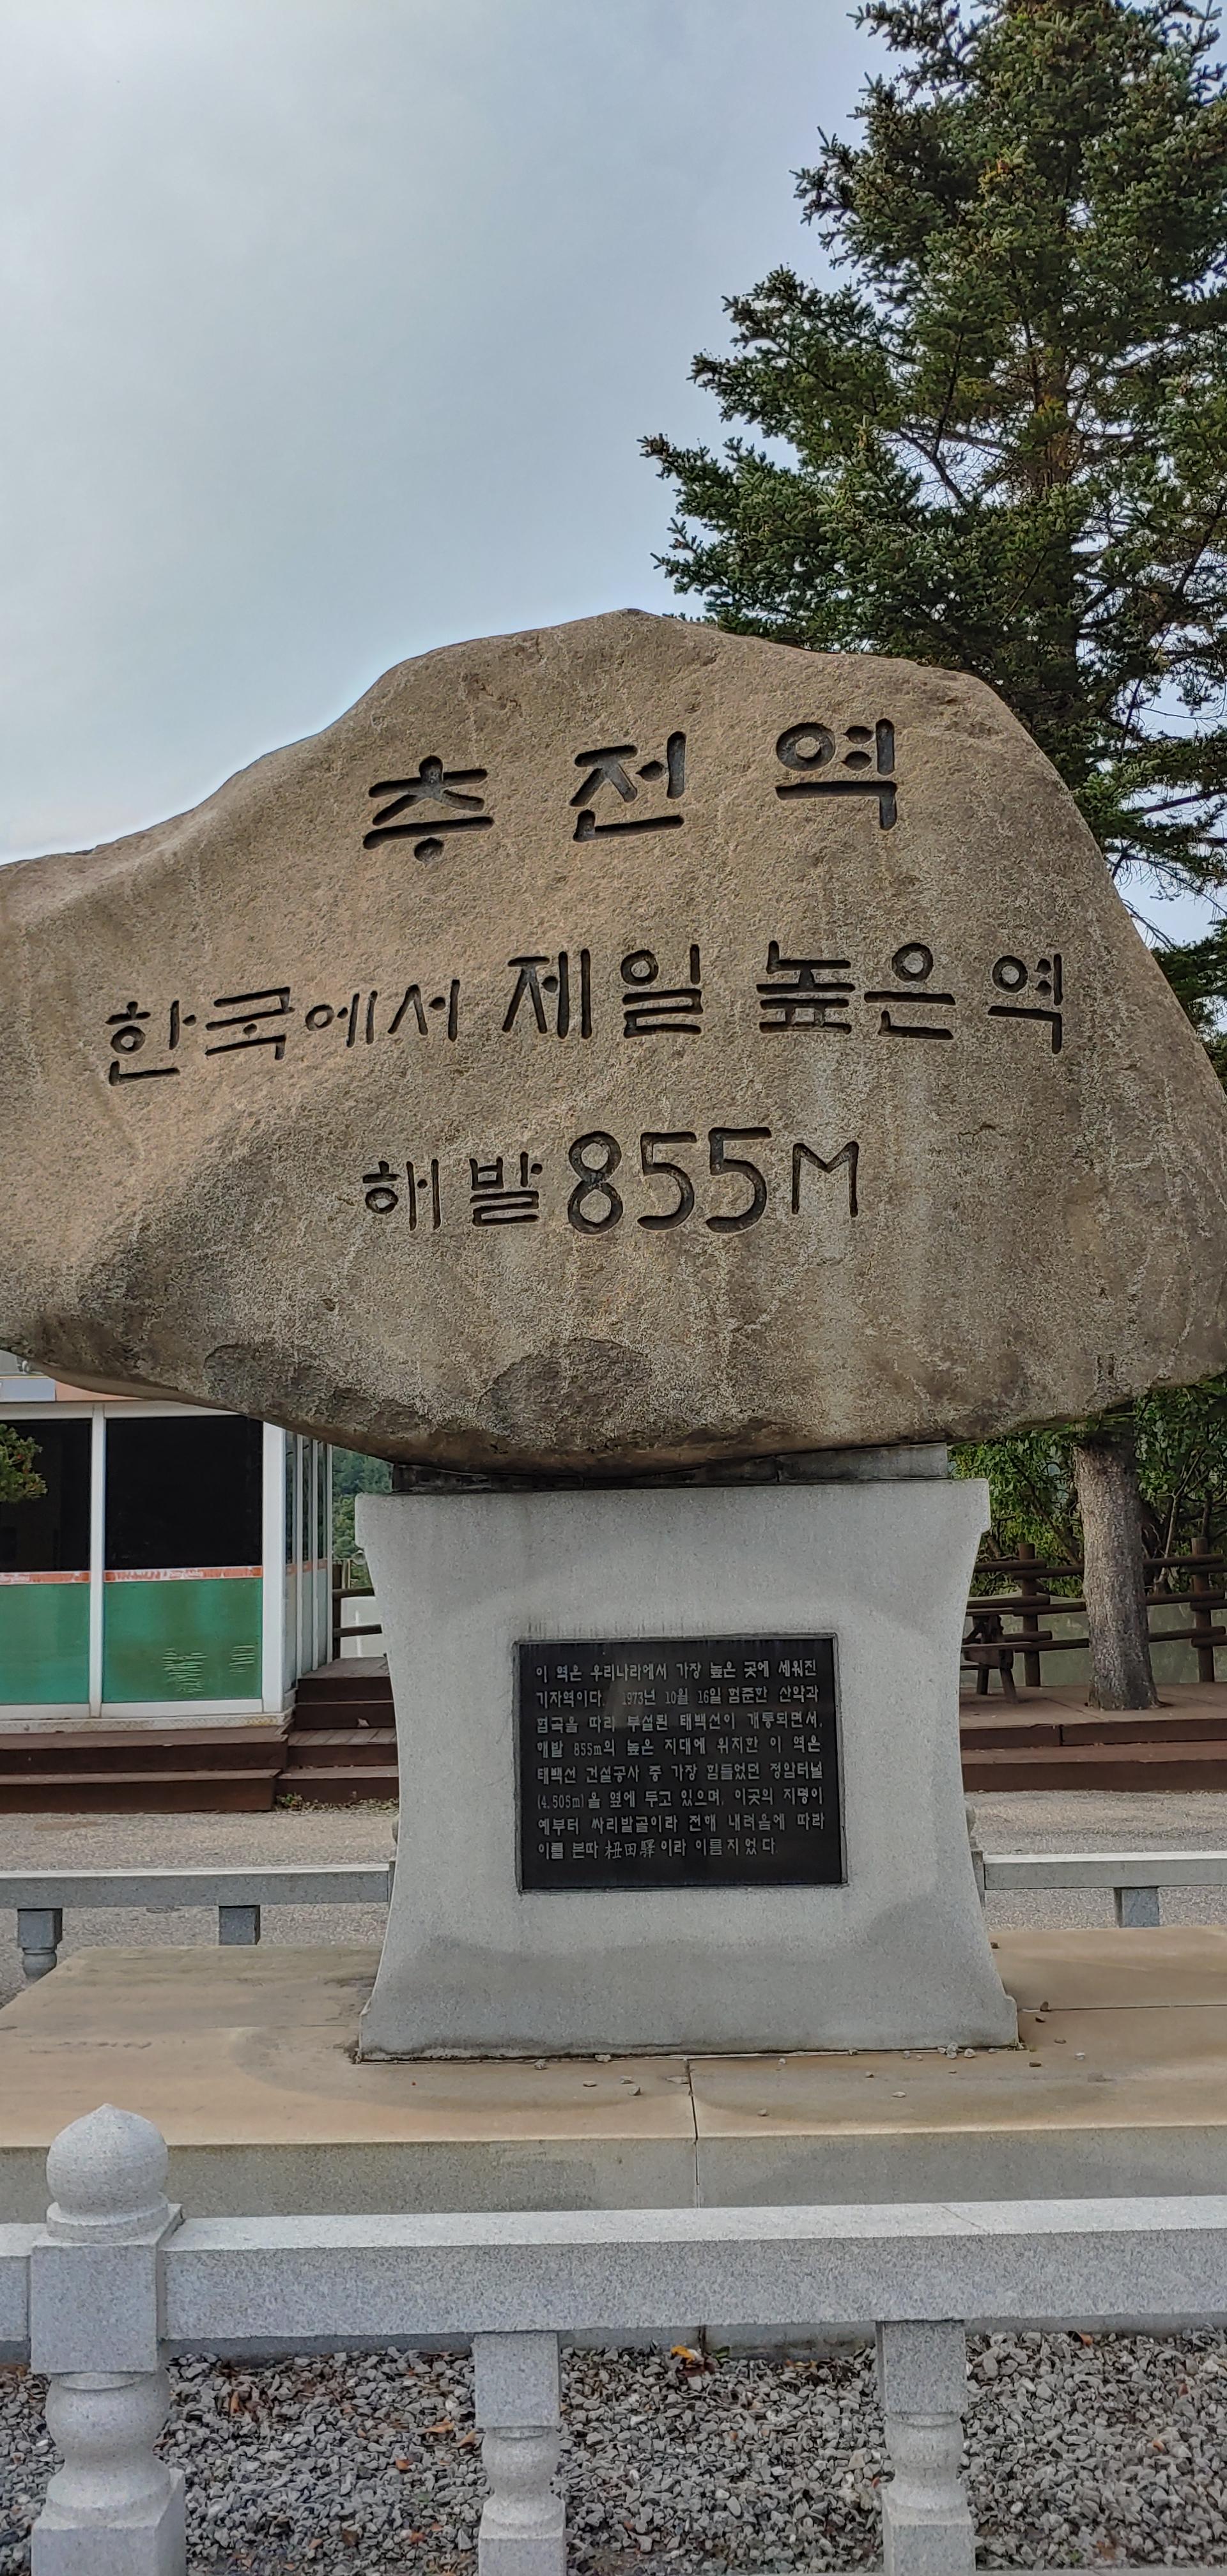 추전역
한국에서 제일 높은역
해발 855M
이 역은 우리나라에서 가장 높은 곳에 세워진
기차역이다. 1973년 10월 16일 험준한 산악과
협곡을 따라 부설된 태백선이 개통되면서,
해발 855m의 높은 지대에 위치한 이 역은
태백선 건설공사 중 가장 힘들었던 정암터널
(4,505m)을 옆에 두고 있으며, 이곳의 지명이
예부터 싸리밭골이라 전해 내려옴에 따라
이를 본따 杻田驛이라 이름지었다.